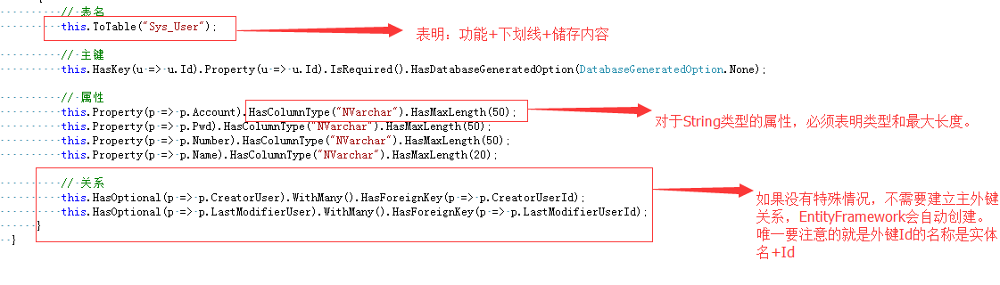 {
// 表名
this.ToTable("Sys_User");
表明：功能+下划线+储存内容
// 主键
this.HasKey(u => u.Id).Property(u => u.Id).IsRequired().HasDatabaseGeneratedOption(DatabaseGeneratedOption.None);
// 属性
this.Property(p => p.Account).HasColumnType("NVarchar").HasMaxLength(50);
this.Property(p => p.Pwd).HasColumnType("NVarchar").HasMaxLength(50);
this.Property(p => p.Number).HasColumnType("NVarchar").HasMaxLength(50);
this.Property(p => p.Name).HasColumnType("NVarchar").HasMaxLength(20);
对于String类型的属性，必须表明类型和最大长度。
// 关系
this.HasOptional(p => p.CreatorUser).WithMany().HasForeignKey(p => p.CreatorUserId);
this.HasOptional(p => p.LastModifierUser).WithMany().HasForeignKey(p => p.LastModifierUserId);
}
}
如果没有特殊情况，不需要建立主外键
关系，EntityFramework会自动创建。
唯一要注意的就是外键Id的名称是实体
名+Id